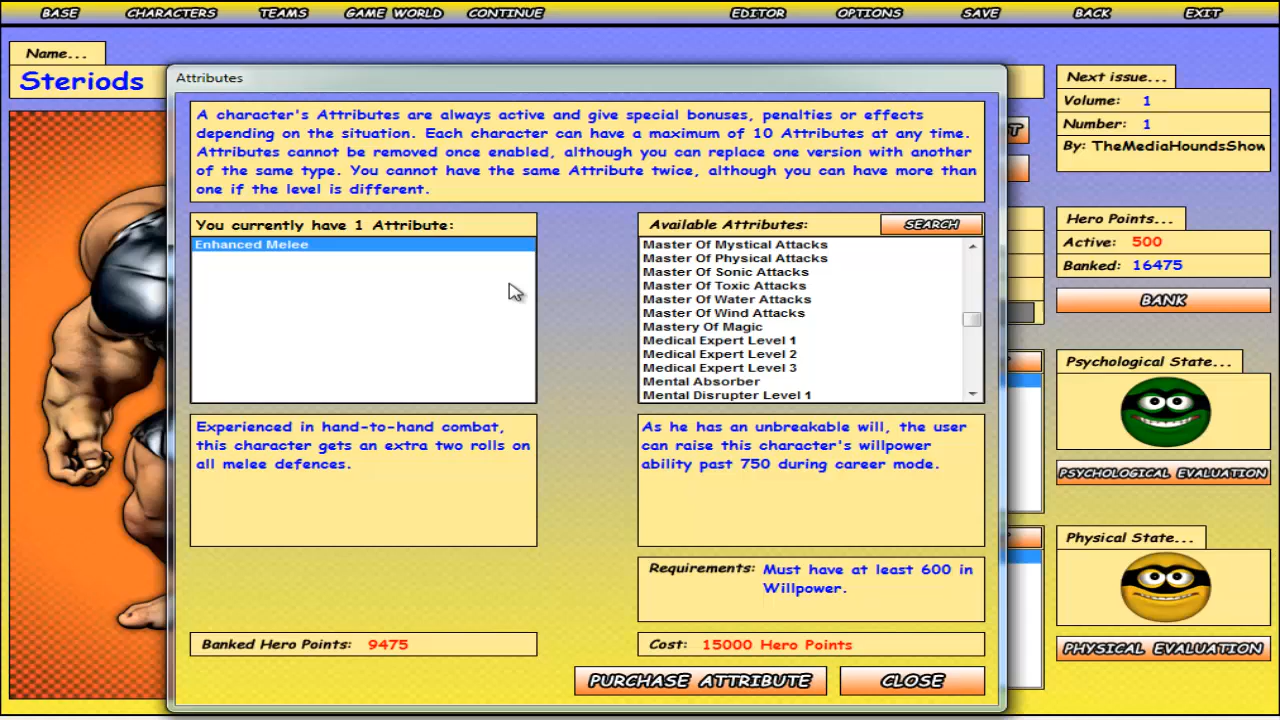 BASE CHARACTERS TEAMS GAME WORLD CONTINUE EDITOR OPTIONS SAVE BACK EXIT
Name...
Steriods
Attributes
A character's Attributes are always active and give special bonuses, penalties or effects
depending on the situation. Each character can have a maximum of 10 Attributes at any time.
Attributes cannot be removed once enabled, although you can replace one version with another
of the same type. You cannot have the same Attribute twice, although you can have more than
one if the level is different.
You currently have 1 Attribute:
Enhanced Melee
Experienced in hand-to-hand combat,
this character gets an extra two rolls on
all melee defences.
Banked Hero Points: 9475
Available Attributes:
SEARCH
Master Of Mystical Attacks
Master Of Physical Attacks
Master Of Sonic Attacks
Master Of Toxic Attacks
Master Of Water Attacks
Master Of Wind Attacks
Mastery Of Magic
Medical Expert Level 1
Medical Expert Level 2
Medical Expert Level 3
Mental Absorber
Mental Disrupter Level 1
As he has an unbreakable will, the user
can raise this character's willpower
ability past 750 during career mode.
Requirements: Must have at least 600 in
Willpower.
Cost: 15000 Hero Points
PURCHASE ATTRIBUTE
CLOSE
T
Next issue...
Volume: 1
Number: 1
By: TheMediaHoundsShow
Hero Points...
Active: 500
Banked: 16475
BANK
Psychological State...
PSYCHOLOGICAL EVALUATION
Physical State...
PHYSICAL EVALUATION